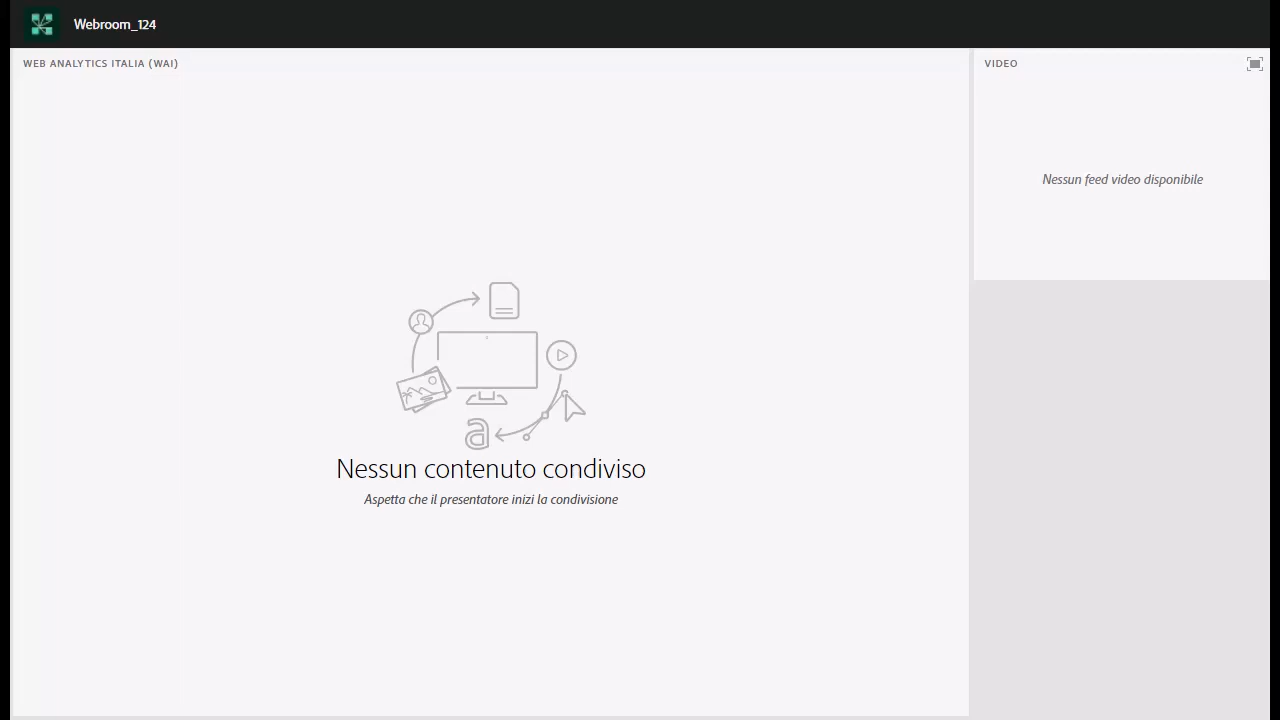 Webroom_124
WEB ANALYTICS ITALIA (WAI)
VIDEO
Nessun feed video disponibile
a
Nessun contenuto condiviso
Aspetta che il presentatore inizi la condivisione